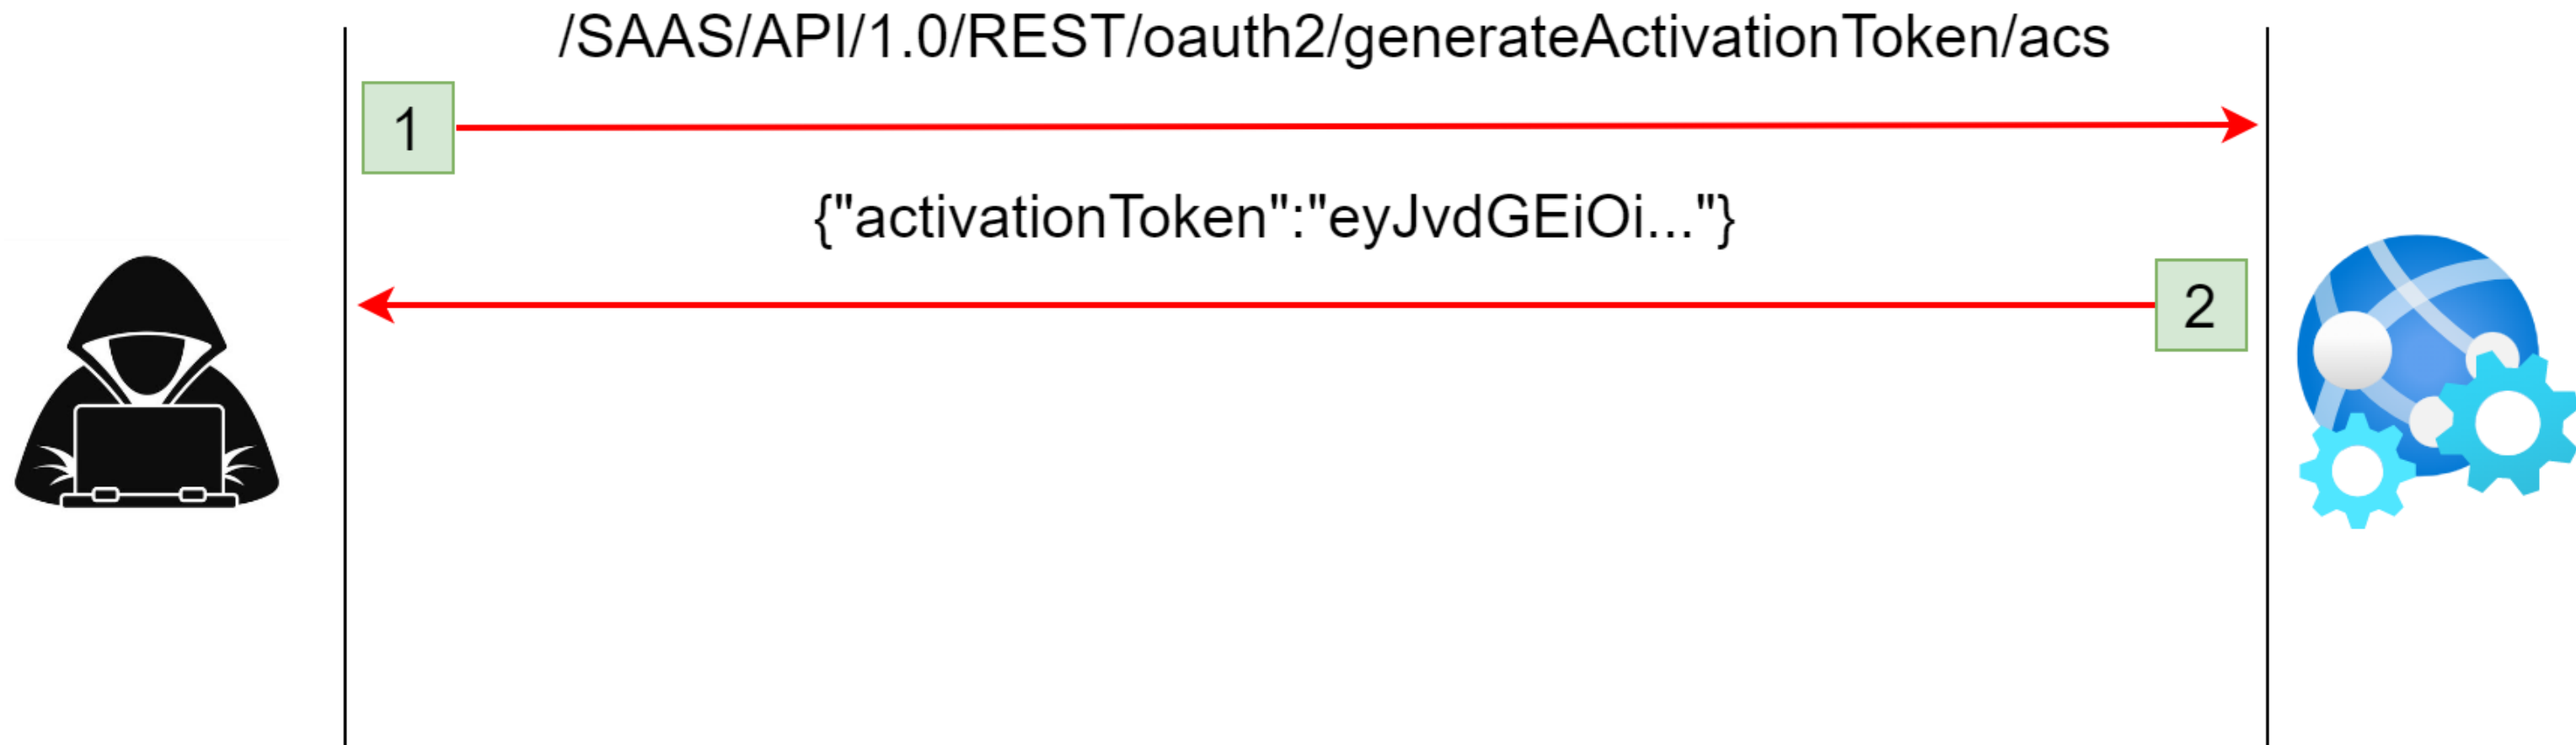 /SAAS/API/1.0/REST/oauth2/generateActivationToken/acs
1
{"activationToken":"eyJvdGEiOi..."}
2